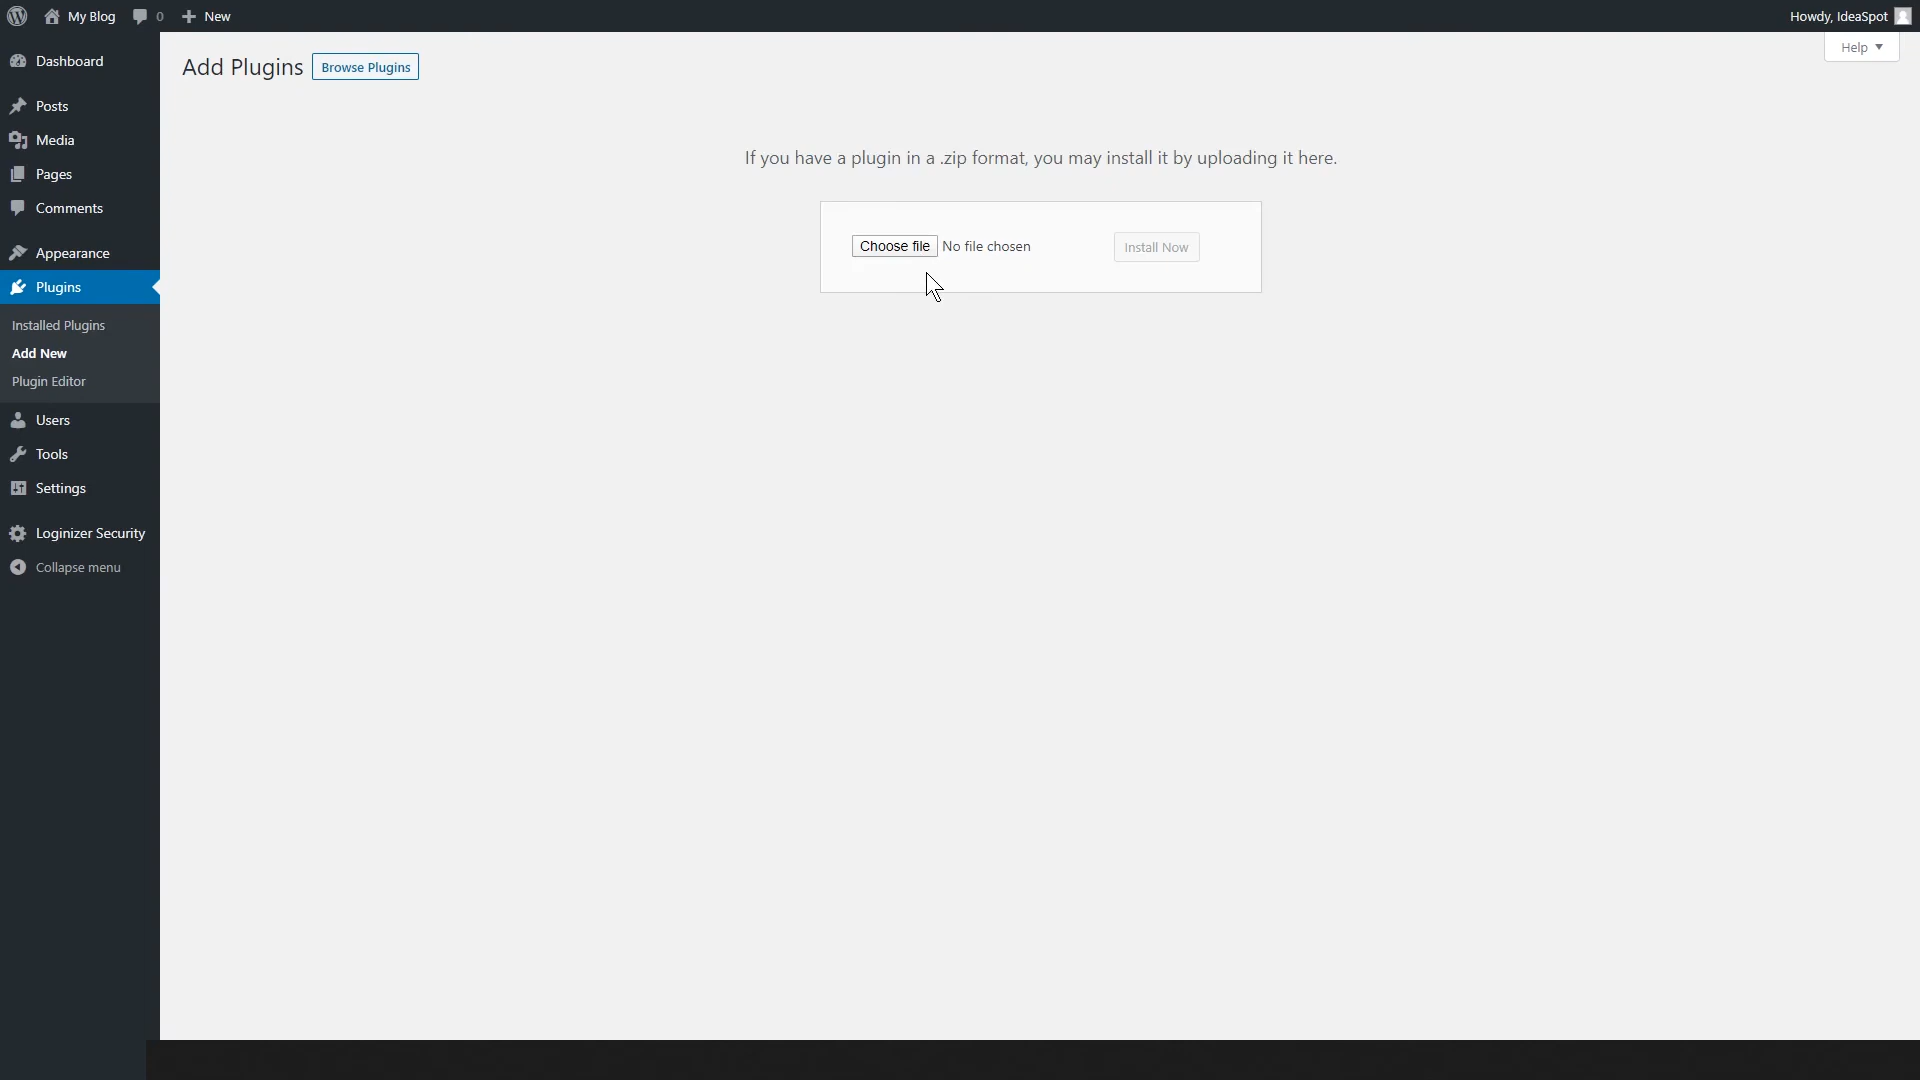 My Blog
0
New
Howdy, IdeaSpot
Dashboard
Posts
Media
Pages
Comments
Appearance
Plugins
Installed Plugins
Add New
Plugin Editor
Users
Tools
Settings
Loginizer Security
Collapse menu
Help
Add Plugins
Browse Plugins
If you have a plugin in a .zip format, you may install it by uploading it here.
Choose file No file chosen
Install Now